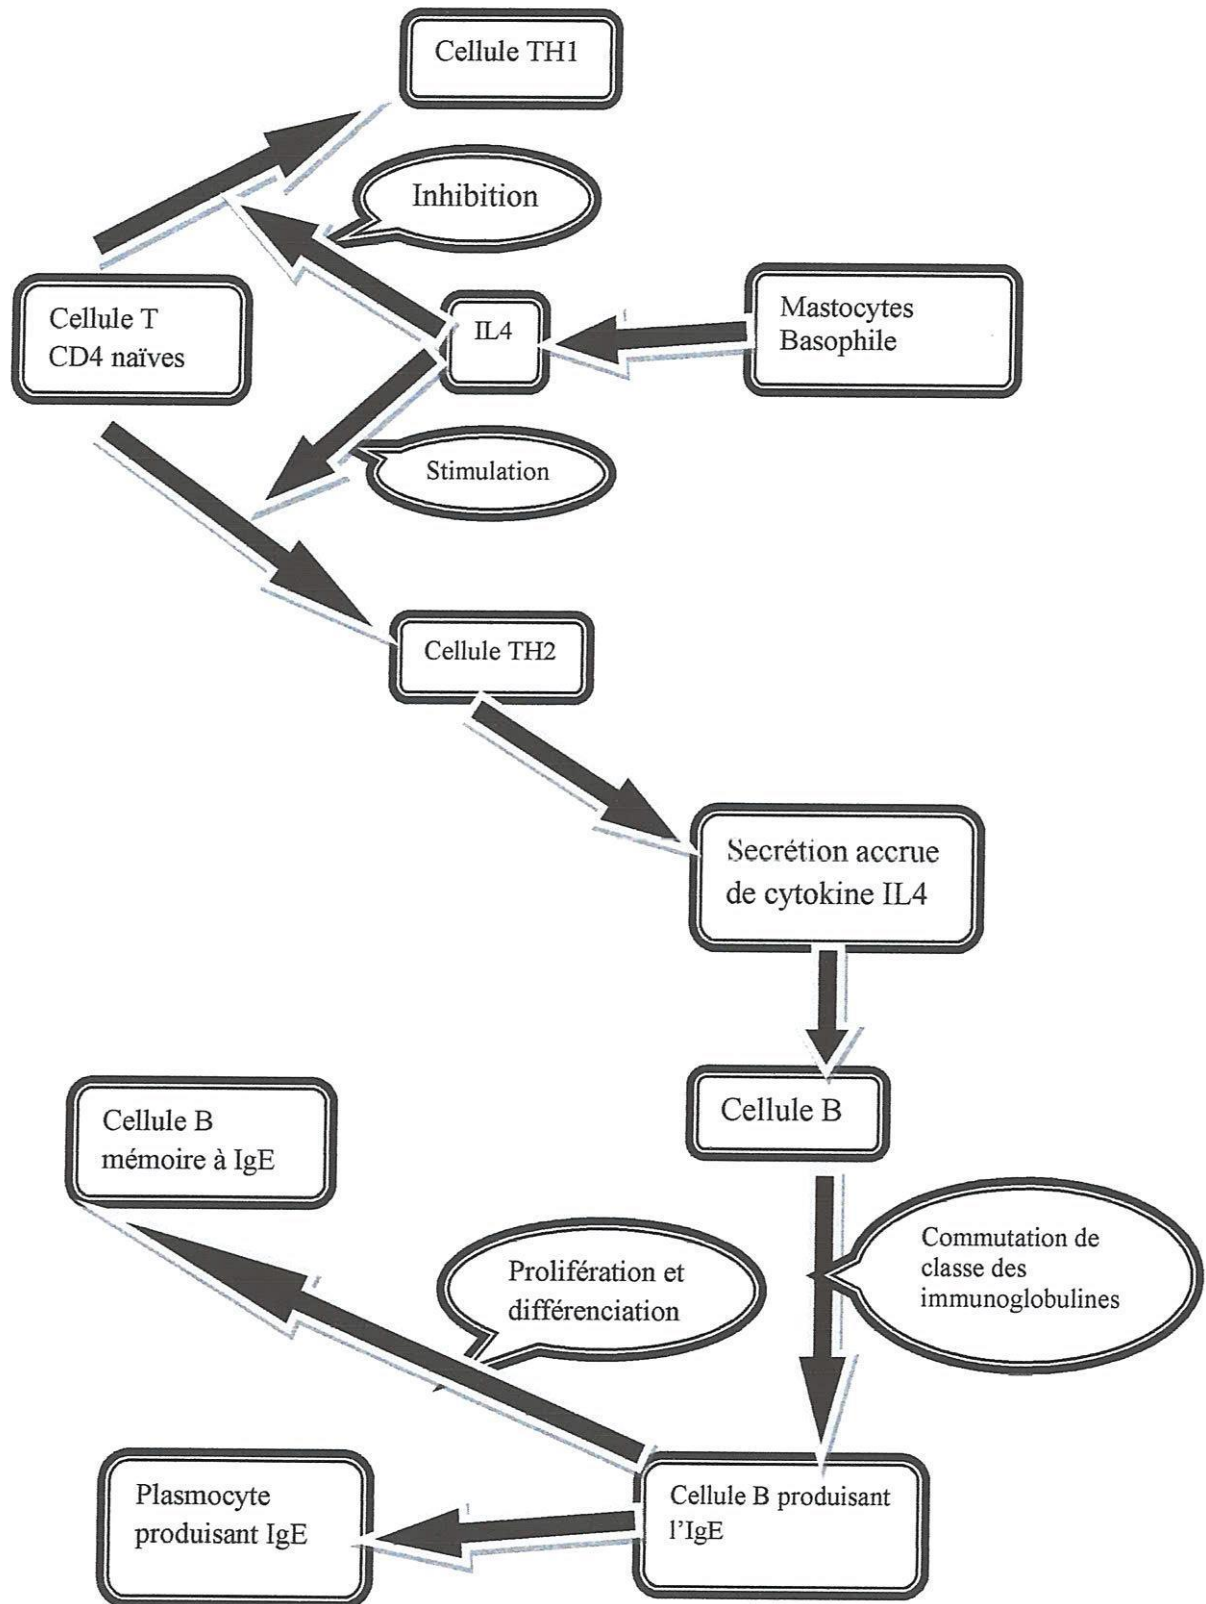 Cellule TH1
Inhibition
Cellule T
CD4 naïves
IL4
Mastocytes
Basophile
Stimulation
Cellule TH2
Secrétion accrue
de cytokine IL4
Cellule B
Cellule B
mémoire à IgE
Prolifération et
différenciation
Commutation de
classe des
immunoglobulines
Plasmocyte
produisant IgE
Cellule B produisant
l’IgE